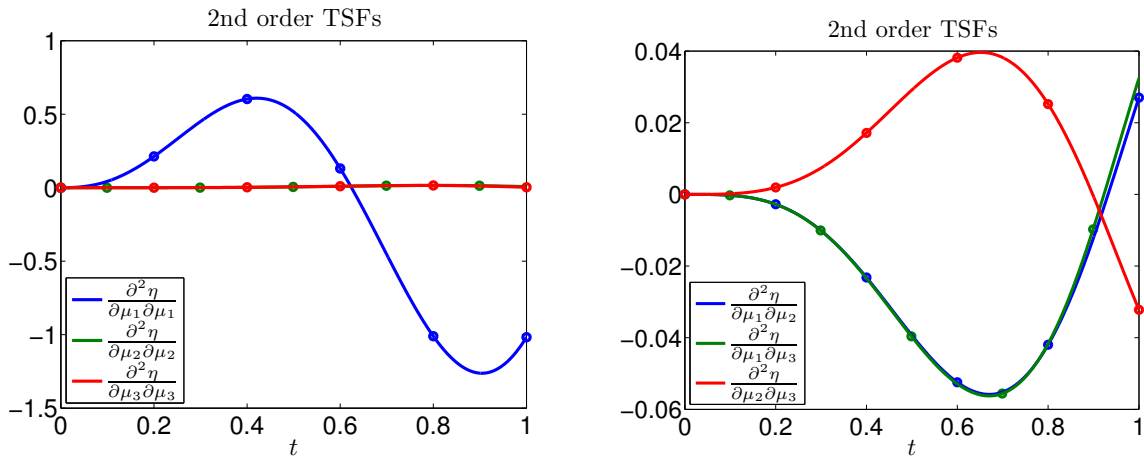 2nd order TSFs
1
0.5
0
−0.5
−1
−1.5
0 0.2 0.4 0.6 0.8 1
t
∂²η/∂μ₁∂μ₁
∂²η/∂μ₂∂μ₂
∂²η/∂μ₃∂μ₃
2nd order TSFs
0.04
0.02
0
−0.02
−0.04
−0.06
0 0.2 0.4 0.6 0.8 1
t
∂²η/∂μ₁∂μ₂
∂²η/∂μ₁∂μ₃
∂²η/∂μ₂∂μ₃